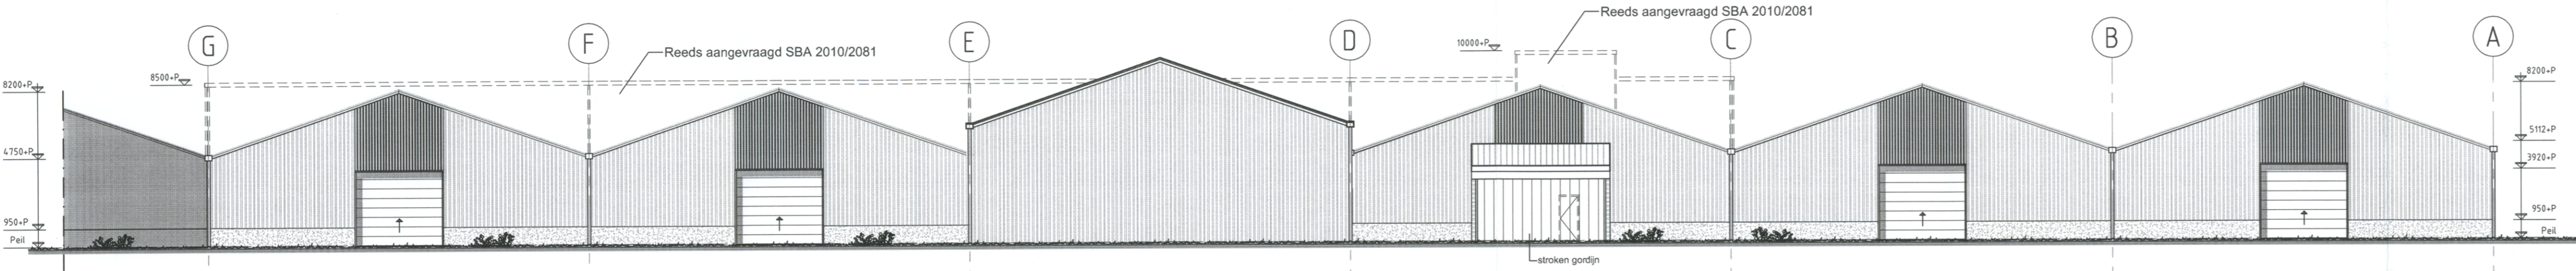 Reeds aangevraagd SBA 2010/2081
G
F
E
D
C
B
A
Reeds aangevraagd SBA 2010/2081
10000+P
8500+P
8200+P
8200+P
5112+P
4750+P
3920+P
950+P
950+P
Peil
Peil
stroken gordijn